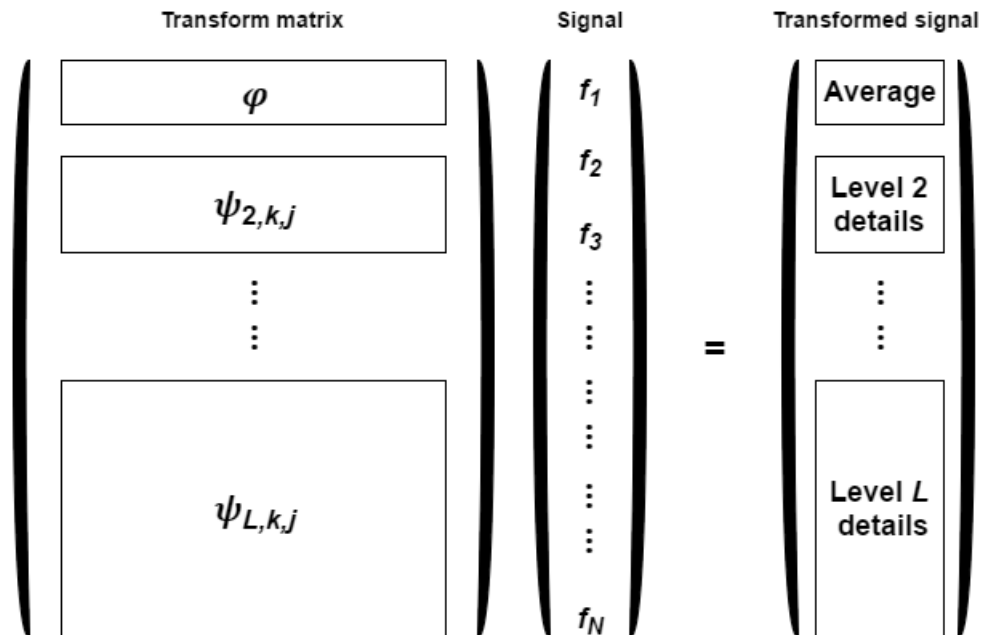 Transform matrix
Signal
Transformed signal
φ
f1
Average
f2
ψ2,k,j
Level 2
details
f3
⋮
⋮
⋮
⋮
⋮
⋮
=
⋮
⋮
ψL,k,j
⋮
⋮
Level L
details
fN